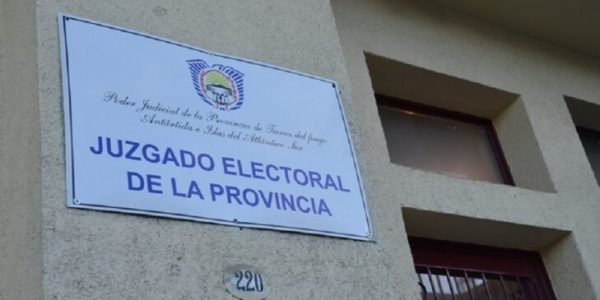 Poder Judicial de la Provincia de Tierra del fuego
Antártida e Islas del Atlántico Sur
JUZGADO ELECTORAL
DE LA PROVINCIA
220